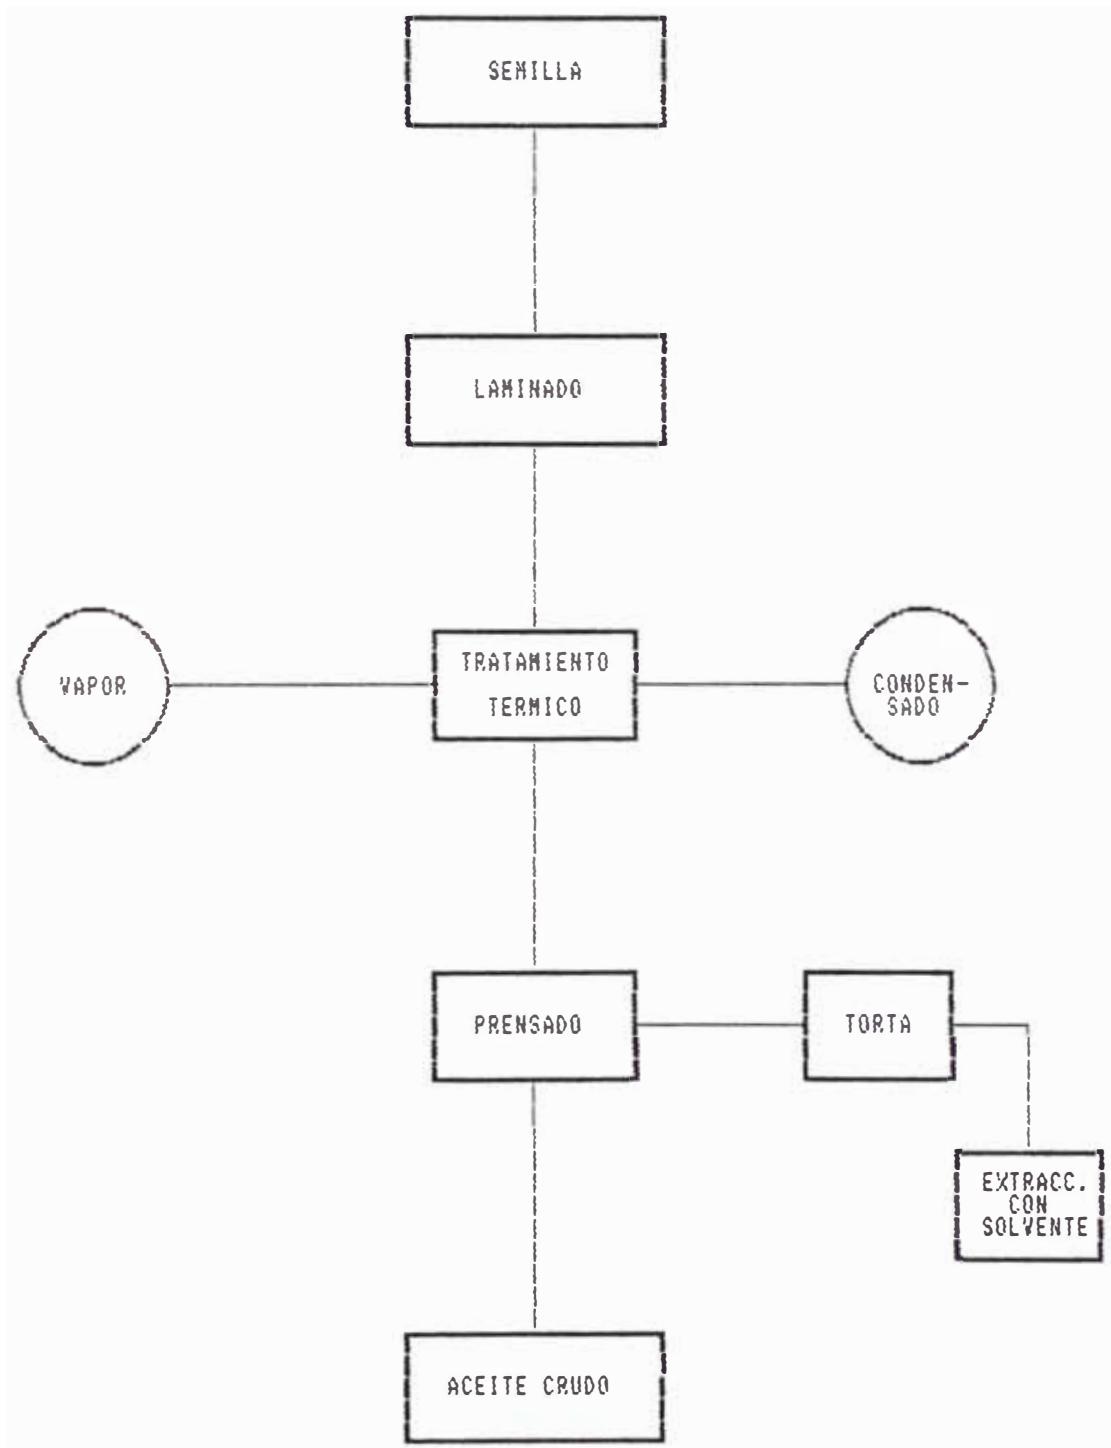 SEMILLA
LAMINADO
VAPOR
TRATAMIENTO
TERMICO
CONDEN-
SADO
PRENSADO
TORTA
EXTRACC.
CON
SOLVENTE
ACEITE CRUDO